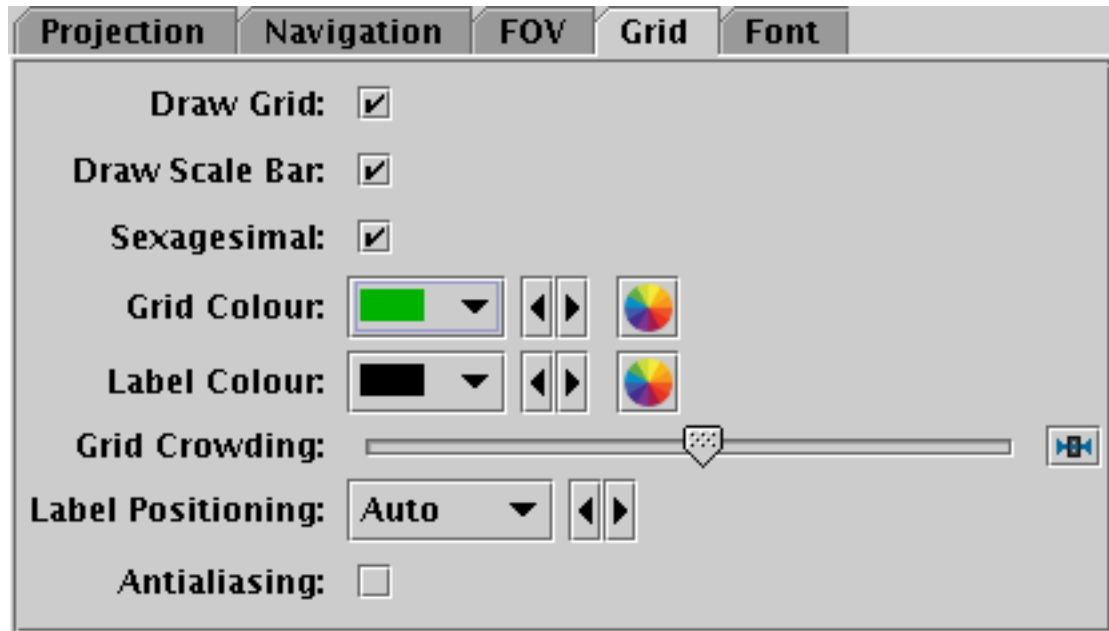 Projection Navigation FOV Grid Font
Draw Grid:
Draw Scale Bar:
Sexagesimal:
Grid Colour:
Label Colour:
Grid Crowding:
Label Positioning: Auto
Antialiasing: